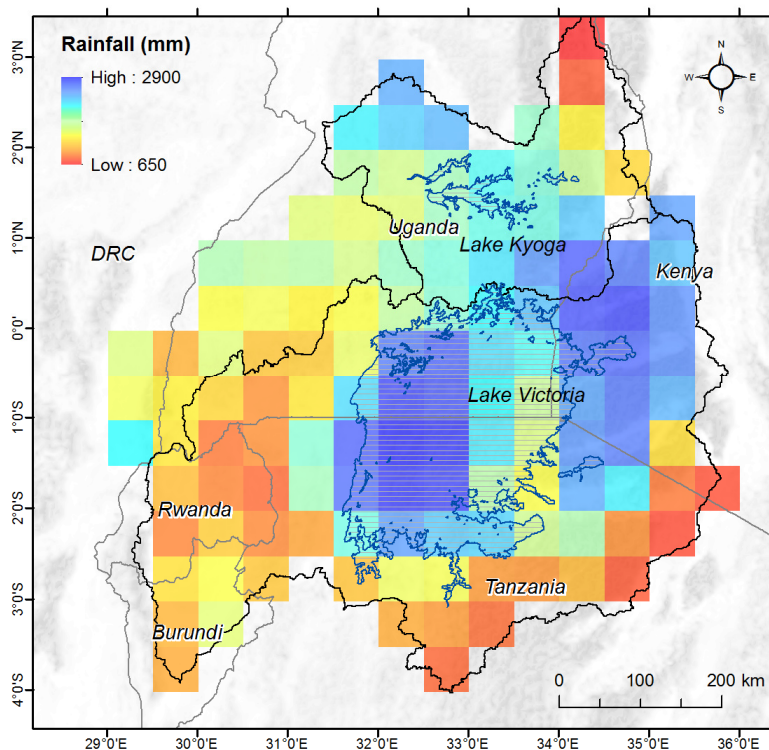 Rainfall (mm)
High : 2900
Low : 650
N
W E
S
3°0'N
2°0'N
1°0'N
0°0'
1°0'S
2°0'S
3°0'S
4°0'S
DRC
Uganda
Lake Kyoga
Kenya
Lake Victoria
Rwanda
Tanzania
Burundi
0 100 200 km
29°0'E 30°0'E 31°0'E 32°0'E 33°0'E 34°0'E 35°0'E 36°0'E